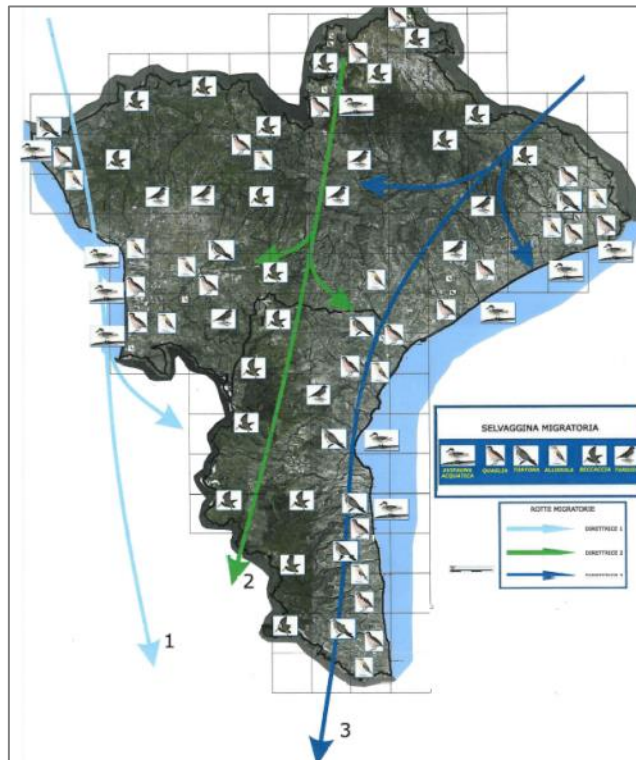 SELVAGGINA MIGRATORIA
AVIFAUNA ACQUATICA
QUAGLIA
TORTORA
ALLODOLA
BECCACCIA
TORDO
ROTTE MIGRATORIE
DIRETTRICE 1
DIRETTRICE 2
1
2
3